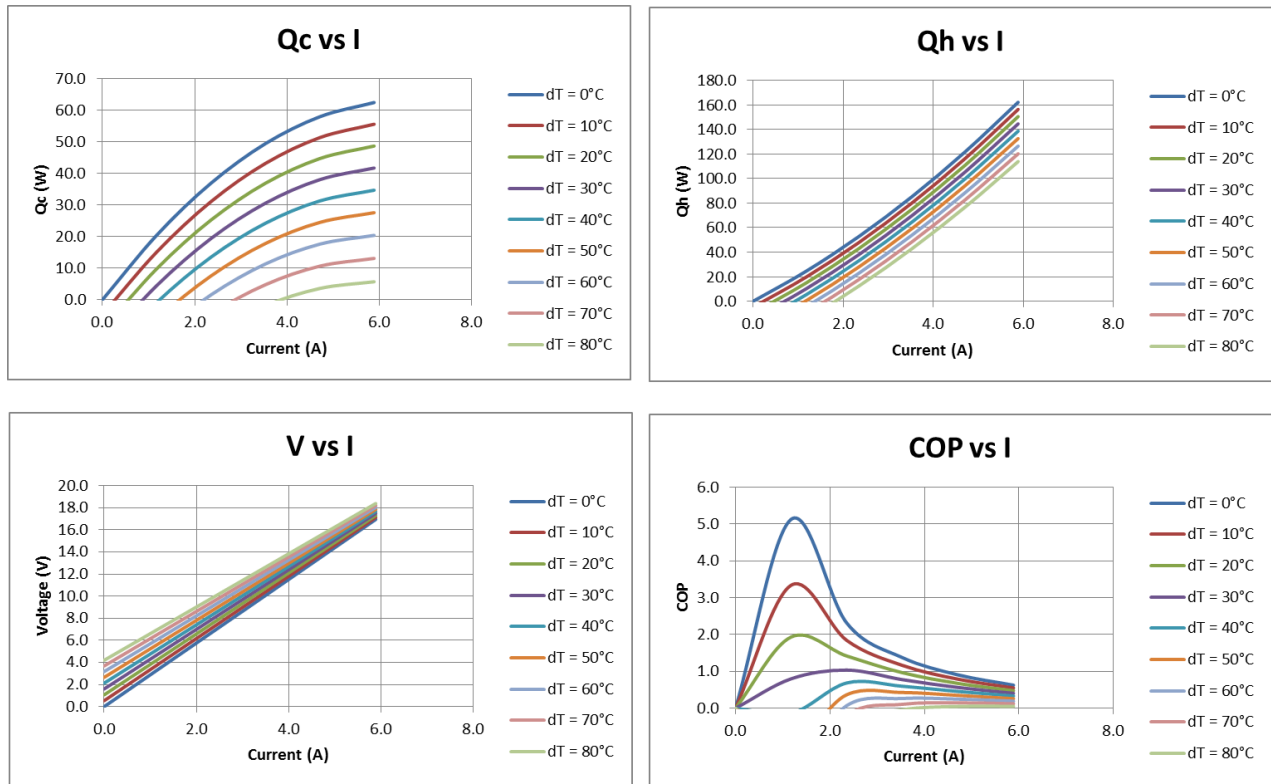 Qc vs I
70.0
60.0
50.0
40.0
30.0
20.0
10.0
0.0
Qc (W)
0.0 2.0 4.0 6.0 8.0
Current (A)
dT = 0°C
dT = 10°C
dT = 20°C
dT = 30°C
dT = 40°C
dT = 50°C
dT = 60°C
dT = 70°C
dT = 80°C
Qh vs I
180.0
160.0
140.0
120.0
100.0
80.0
60.0
40.0
20.0
0.0
Qh (W)
0.0 2.0 4.0 6.0 8.0
Current (A)
dT = 0°C
dT = 10°C
dT = 20°C
dT = 30°C
dT = 40°C
dT = 50°C
dT = 60°C
dT = 70°C
dT = 80°C
V vs I
20.0
18.0
16.0
14.0
12.0
10.0
8.0
6.0
4.0
2.0
0.0
Voltage (V)
0.0 2.0 4.0 6.0 8.0
Current (A)
dT = 0°C
dT = 10°C
dT = 20°C
dT = 30°C
dT = 40°C
dT = 50°C
dT = 60°C
dT = 70°C
dT = 80°C
COP vs I
6.0
5.0
4.0
3.0
2.0
1.0
0.0
COP
0.0 2.0 4.0 6.0 8.0
Current (A)
dT = 0°C
dT = 10°C
dT = 20°C
dT = 30°C
dT = 40°C
dT = 50°C
dT = 60°C
dT = 70°C
dT = 80°C